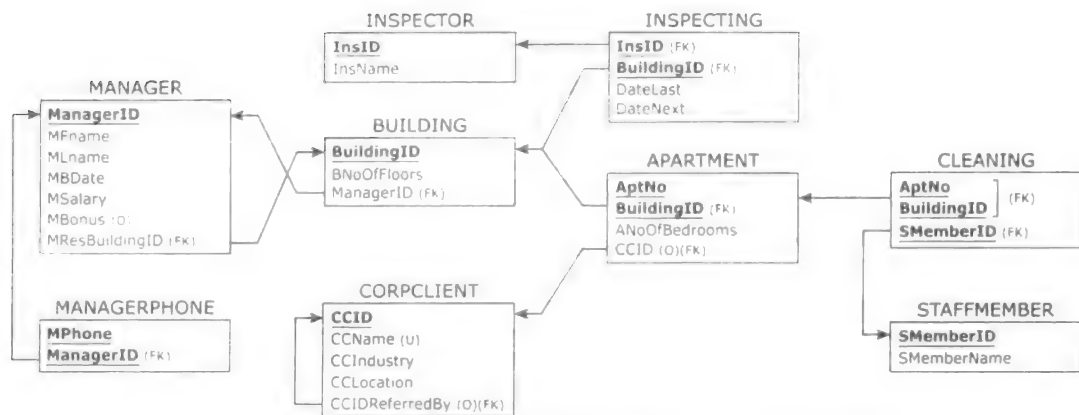 INSPECTOR
InsID
InsName
INSPECTING
InsID (FK)
BuildingID (FK)
DateLast
DateNext
MANAGER
ManagerID
MFname
MLname
MBDate
MSalary
MBonus (O)
MResBuildingID (FK)
BUILDING
BuildingID
BNoOfFloors
ManagerID (FK)
APARTMENT
AptNo
BuildingID (FK)
ANoOfBedrooms
CCID (O)(FK)
CLEANING
AptNo
BuildingID
(FK)
SMemberID (FK)
MANAGERPHONE
MPhone
ManagerID (FK)
CORPCLIENT
CCID
CCName (U)
CCIndustry
CCLocation
CCIDReferredBy (O)(FK)
STAFFMEMBER
SMemberID
SMemberName